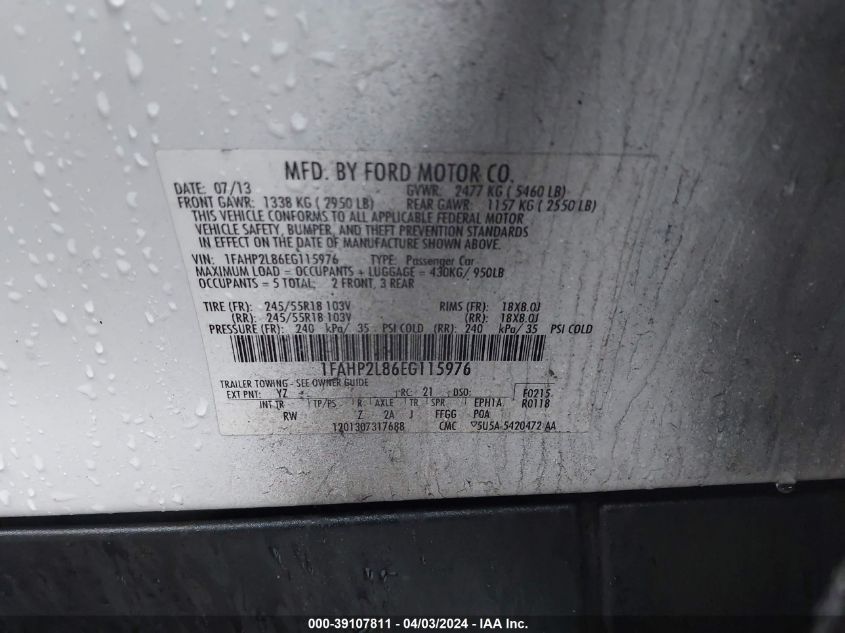 MFD. BY FORD MOTOR CO.
DATE: 07/13 GVWR: 2477 KG ( 5460 LB)
FRONT GAWR: 1338 KG ( 2950 LB) REAR GAWR: 1157 KG ( 2550 LB)
THIS VEHICLE CONFORMS TO ALL APPLICABLE FEDERAL MOTOR
VEHICLE SAFETY, BUMPER, AND THEFT PREVENTION STANDARDS
IN EFFECT ON THE DATE OF MANUFACTURE SHOWN ABOVE.
VIN: 1FAHP2L86EG115976 TYPE: Passenger Car
MAXIMUM LOAD = OCCUPANTS + LUGGAGE = 430KG/ 950LB
OCCUPANTS = 5 TOTAL; 2 FRONT, 3 REAR
TIRE (FR): 245/55R18 103V RIMS (FR): 18X8.0J
(RR): 245/55R18 103V (RR): 18X8.0J
PRESSURE (FR): 240 kPa/ 35 PSI COLD (RR): 240 kPa/ 35 PSI COLD
1FAHP2L86EG115976
TRAILER TOWING - SEE OWNER GUIDE
EXT PNT: YZ RC: 21 DSO: F0215
INT TR TP/PS R AXLE TR SPR EPH1A R0118
RW Z 2A J FFGG POA
1201307317688 CMC 5U5A-5420472-AA
000-39107811 - 04/03/2024 - IAA Inc.